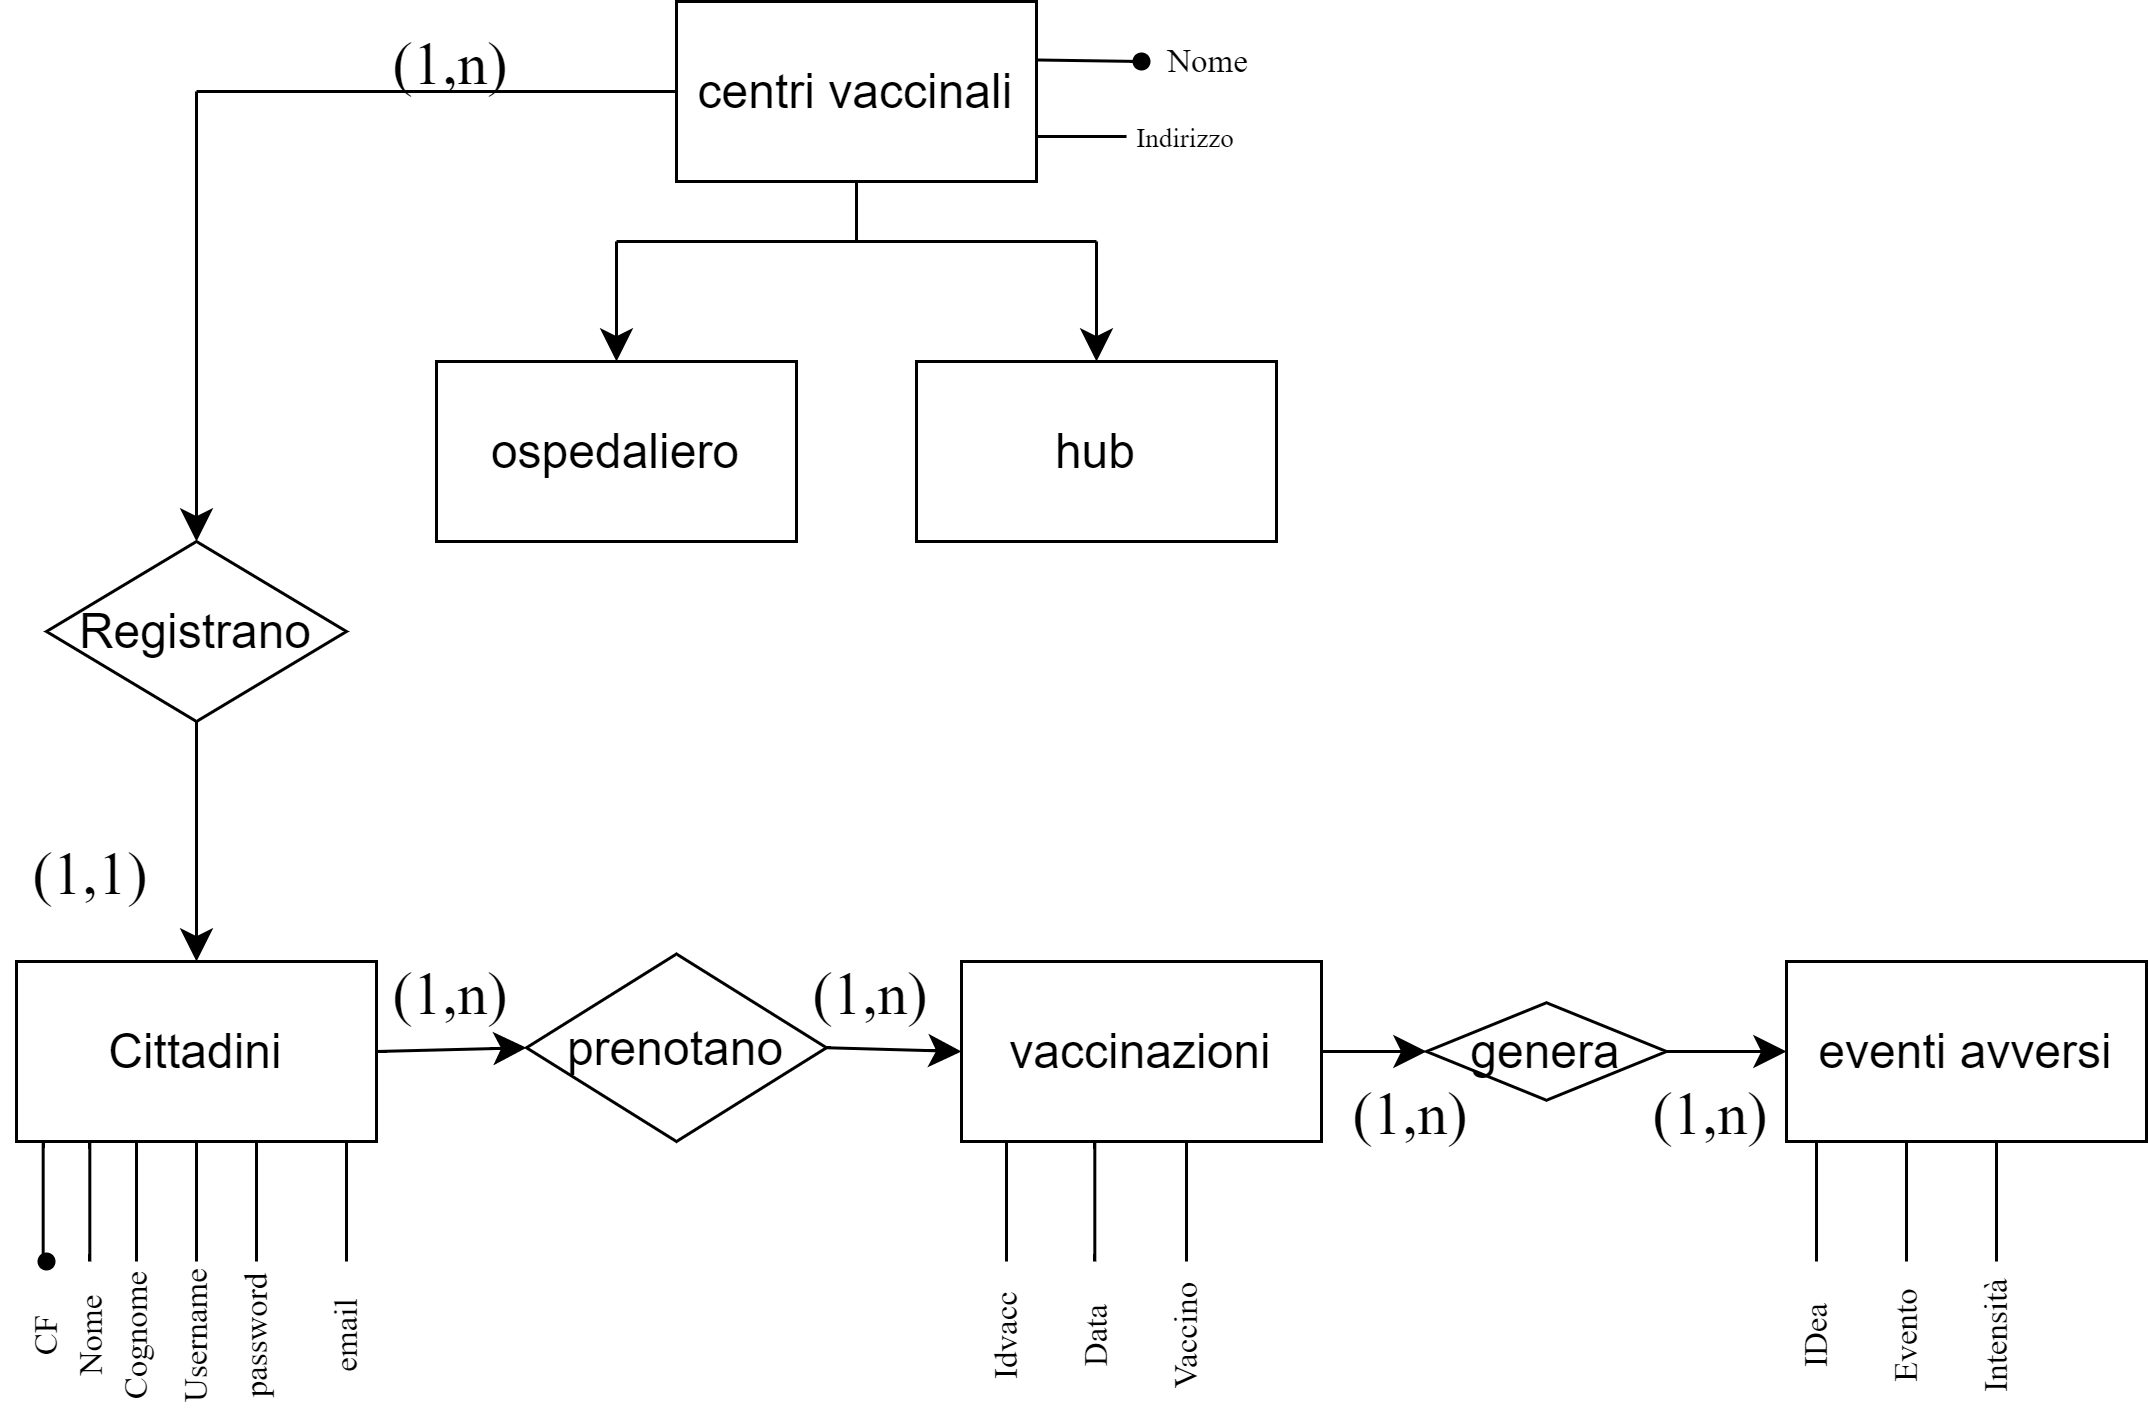 (1,n)
centri vaccinali
Nome
Indirizzo
ospedaliero
hub
Registrano
(1,1)
Cittadini
(1,n)
prenotano
(1,n)
vaccinazioni
(1,n)
genera
(1,n)
eventi avversi
CF
Nome
Cognome
Username
password
email
Idvacc
Data
Vaccino
IDea
Evento
Intensità